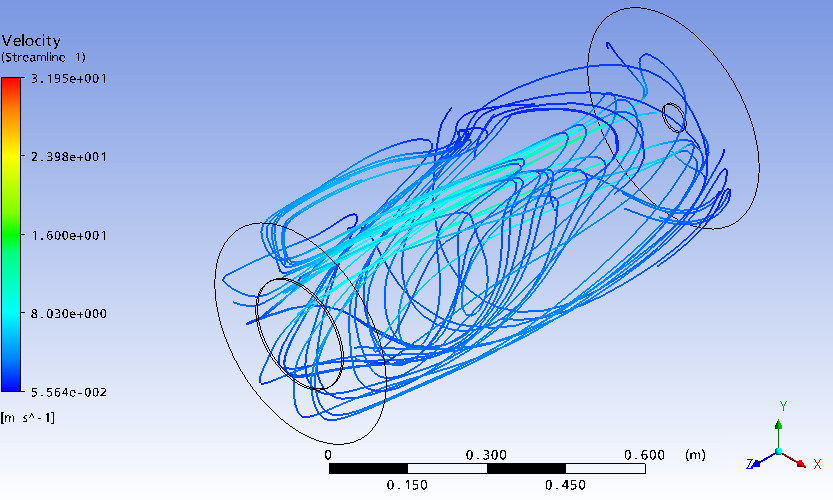 Velocity
(Streamline 1)
3.195e+001
2.398e+001
1.600e+001
8.030e+000
5.564e-002
[m s^-1]
0 0.300 0.600 (m)
0.150 0.450
Y
Z X